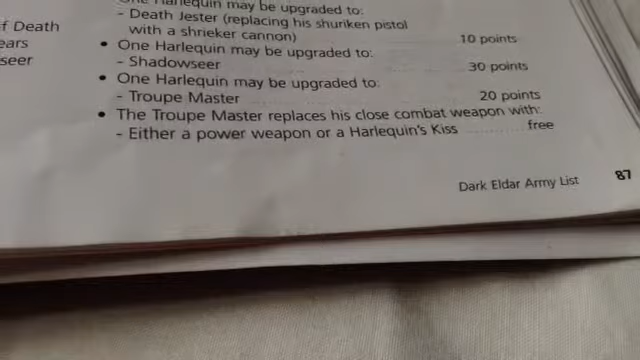 One Harlequin may be upgraded to:
– Death Jester (replacing his shuriken pistol
with a shrieker cannon) 10 points
• One Harlequin may be upgraded to:
– Shadowseer 30 points
• One Harlequin may be upgraded to:
– Troupe Master 20 points
• The Troupe Master replaces his close combat weapon with:
– Either a power weapon or a Harlequin's Kiss free
f Death
ears
seer
Dark Eldar Army List 87